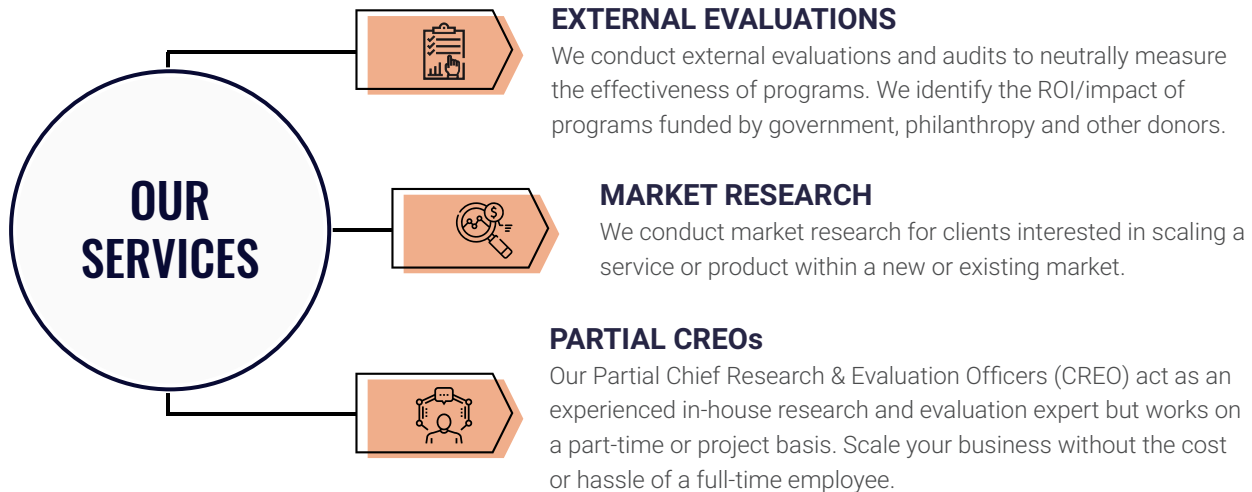 OUR
SERVICES
EXTERNAL EVALUATIONS
We conduct external evaluations and audits to neutrally measure
the effectiveness of programs. We identify the ROI/impact of
programs funded by government, philanthropy and other donors.
MARKET RESEARCH
We conduct market research for clients interested in scaling a
service or product within a new or existing market.
PARTIAL CREOs
Our Partial Chief Research & Evaluation Officers (CREO) act as an
experienced in-house research and evaluation expert but works on
a part-time or project basis. Scale your business without the cost
or hassle of a full-time employee.